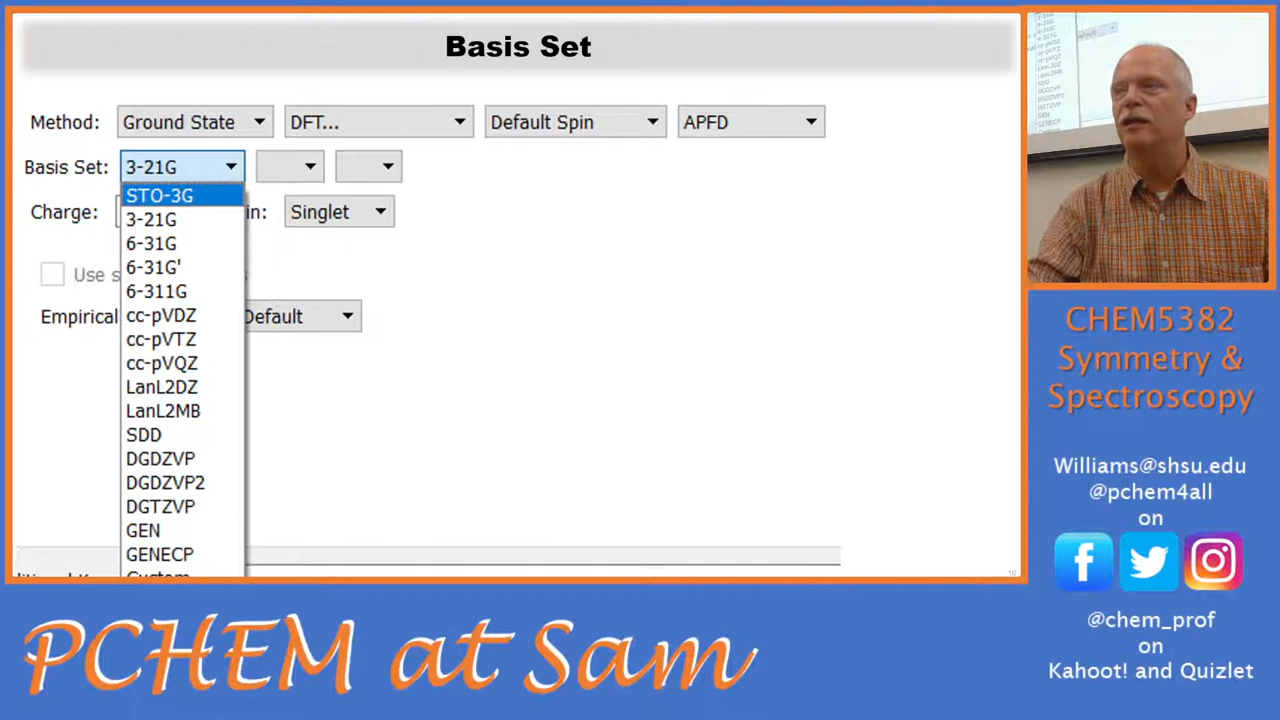 Basis Set
Method: Ground State DFT... Default Spin APFD
Basis Set: 3-21G
STO-3G
Charge: in: Singlet
3-21G
6-31G
6-31G'
Use s
6-311G
Empirical Default
cc-pVDZ
cc-pVTZ
cc-pVQZ
LanL2DZ
LanL2MB
SDD
DGDZVP
DGDZVP2
DGTZVP
GEN
GENECP
Custom
16
CHEM5382
Symmetry &
Spectroscopy
Williams@shsu.edu
@pchem4all
on
@chem_prof
on
Kahoot! and Quizlet
PCHEM at Sam